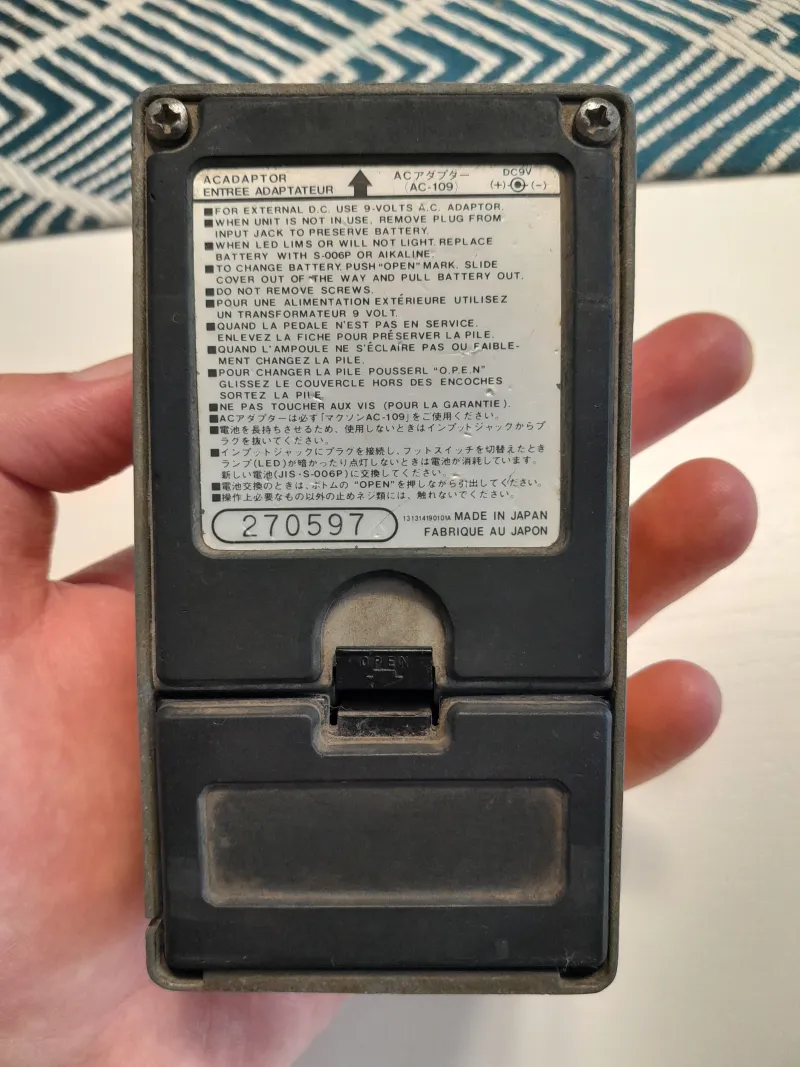 ACADAPTOR
ENTREE ADAPTATEUR
ACアダプター
(AC-109)
DC9V
(+) (-)
■FOR EXTERNAL D.C. USE 9-VOLTS A.C. ADAPTOR.
■WHEN UNIT IS NOT IN USE, REMOVE PLUG FROM
INPUT JACK TO PRESERVE BATTERY.
■WHEN LED LIMS OR WILL NOT LIGHT. REPLACE
BATTERY WITH S-006P OR AIKALINE.
■TO CHANGE BATTERY. PUSH "OPEN" MARK. SLIDE
COVER OUT OF THE WAY AND PULL BATTERY OUT.
■DO NOT REMOVE SCREWS.
■POUR UNE ALIMENTATION EXTÉRIEURE UTILISEZ
UN TRANSFORMATEUR 9 VOLT.
■QUAND LA PEDALE N'EST PAS EN SERVICE,
ENLEVEZ LA FICHE POUR PRÉSERVER LA PILE.
■QUAND L'AMPOULE NE S'ÉCLAIRE PAS OU FAIBLE-
MENT CHANGEZ LA PILE.
■POUR CHANGER LA PILE POUSSERL "O.P.E.N"
GLISSEZ LE COUVERCLE HORS DES ENCOCHES
SORTEZ LA PILE
■NE PAS TOUCHER AUX VIS (POUR LA GARANTIE).
■ACアダプターは必ず「マクソンAC-109」をご使用ください。
■電池を長持ちさせるため、使用しないときはインプットジャックからプ
ラグを抜いてください。
■インプットジャックにプラグを接続し、フットスイッチを切替えたとき
ランプ(LED)が暗かったり点灯しないときは電池が消耗しています。
新しい電池(JIS-S-006P)に交換してください。
■電池交換のときは、ボトムの "OPEN"を押しながら引出してください。
■操作上必要なもの以外の止めネジ類には、触れないでください。
270597
131314190101A MADE IN JAPAN
FABRIQUE AU JAPON
OPEN